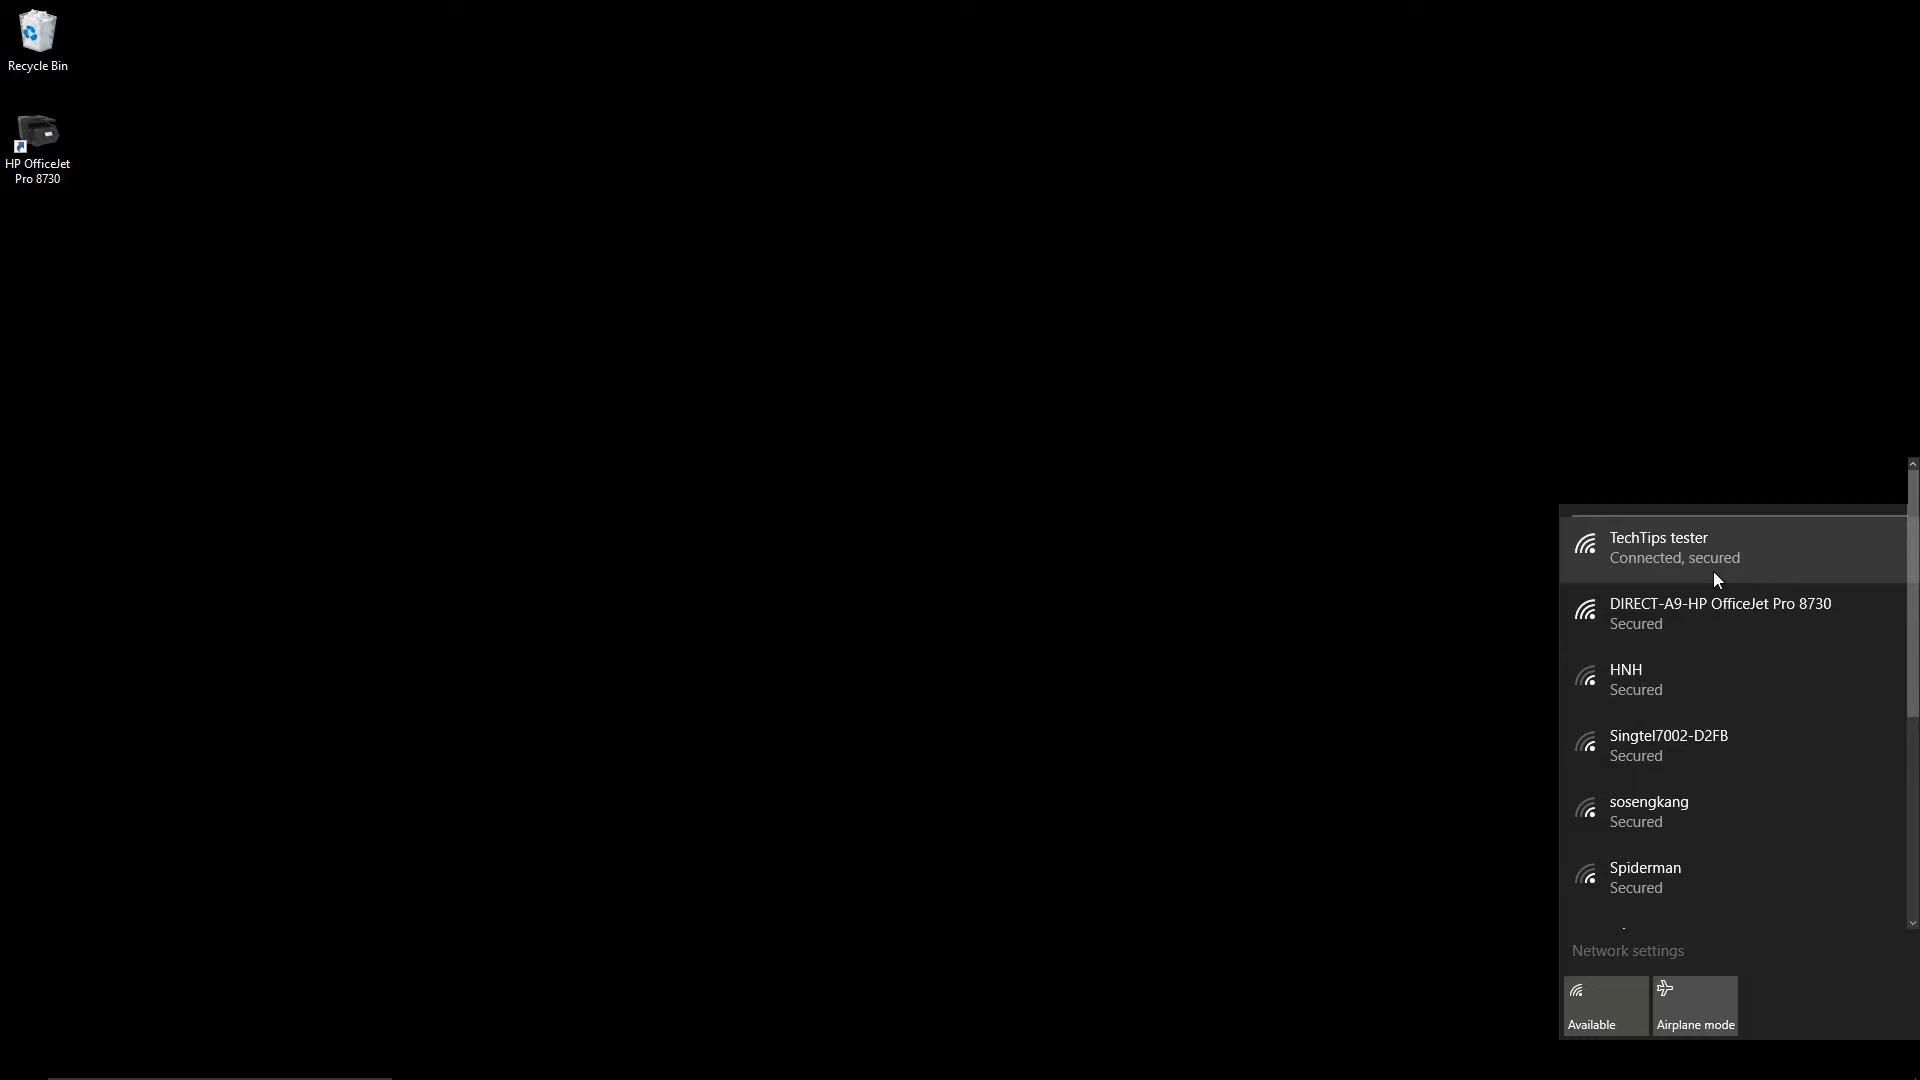 Recycle Bin
HP OfficeJet
Pro 8730
TechTips tester
Connected, secured
DIRECT-A9-HP OfficeJet Pro 8730
Secured
HNH
Secured
Singtel7002-D2FB
Secured
sosengkang
Secured
Spiderman
Secured
Network settings
Available
Airplane mode